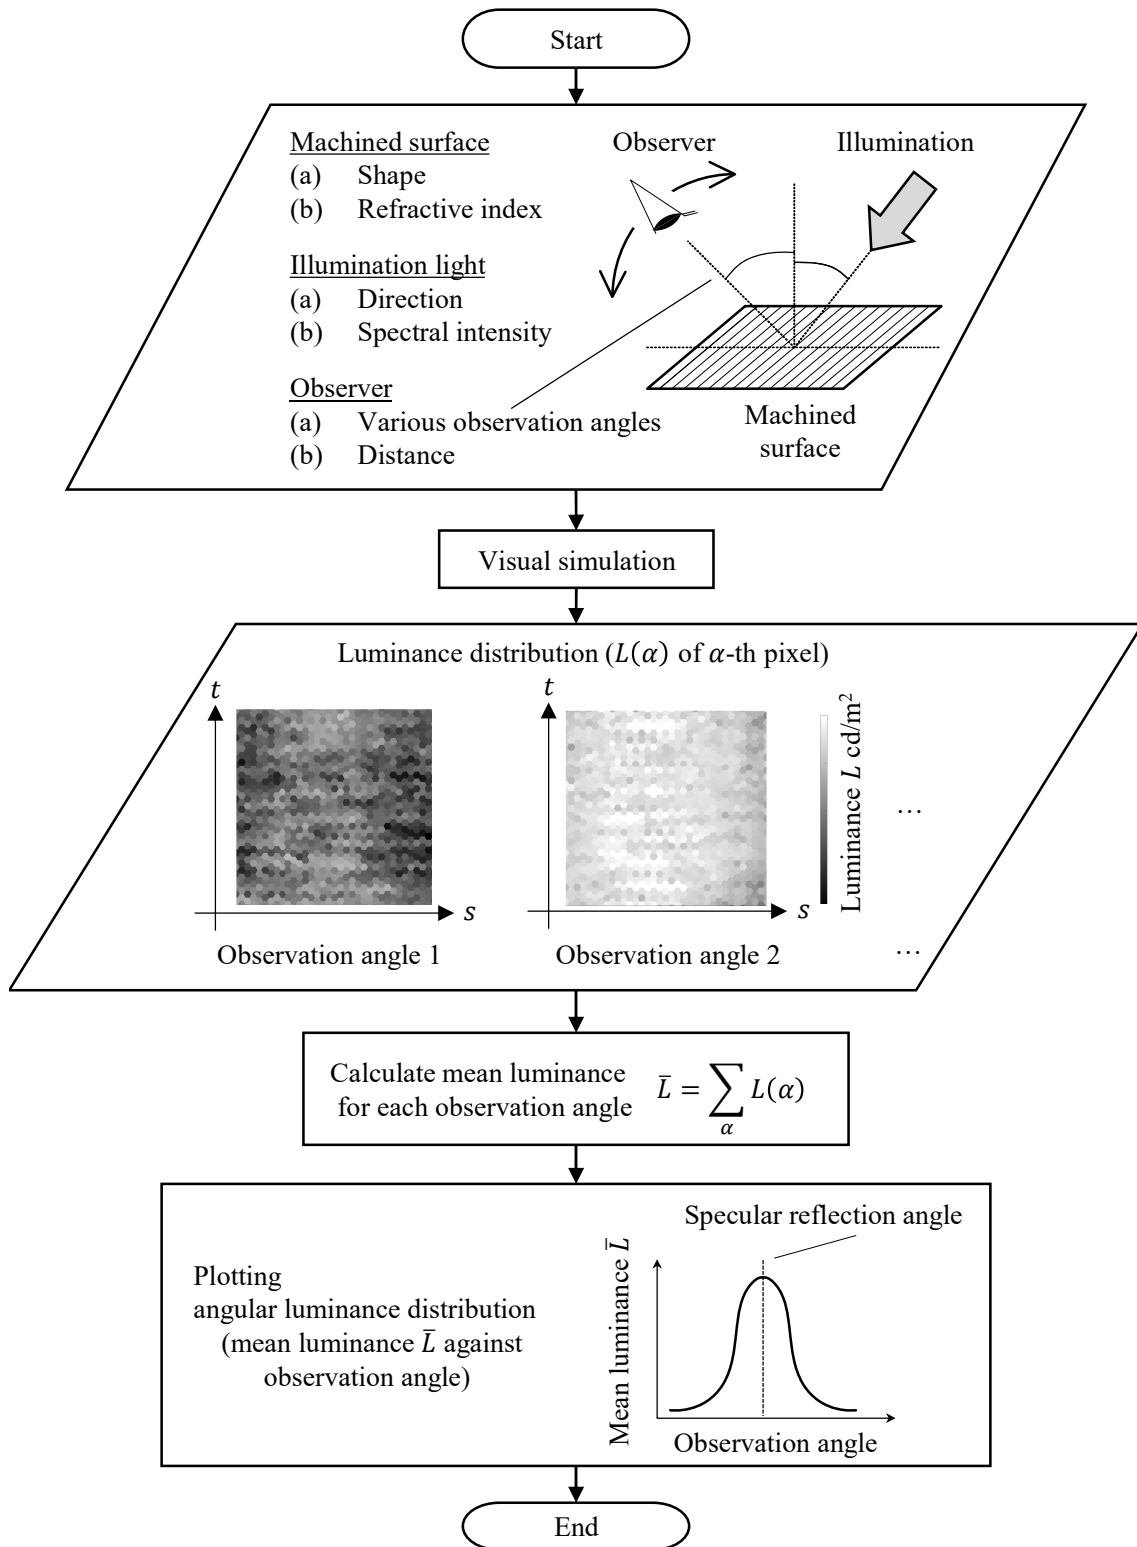 Start
Machined surface
(a) Shape
(b) Refractive index
Illumination light
(a) Direction
(b) Spectral intensity
Observer
(a) Various observation angles
(b) Distance
Observer
Illumination
Machined
surface
Visual simulation
Luminance distribution (L(α) of α-th pixel)
t
s
Observation angle 1
t
s
Observation angle 2
Luminance L cd/m²
…
…
Calculate mean luminance
for each observation angle
L̄ = ∑_α L(α)
Plotting
angular luminance distribution
(mean luminance L̄ against
observation angle)
Specular reflection angle
Mean luminance L̄
Observation angle
End